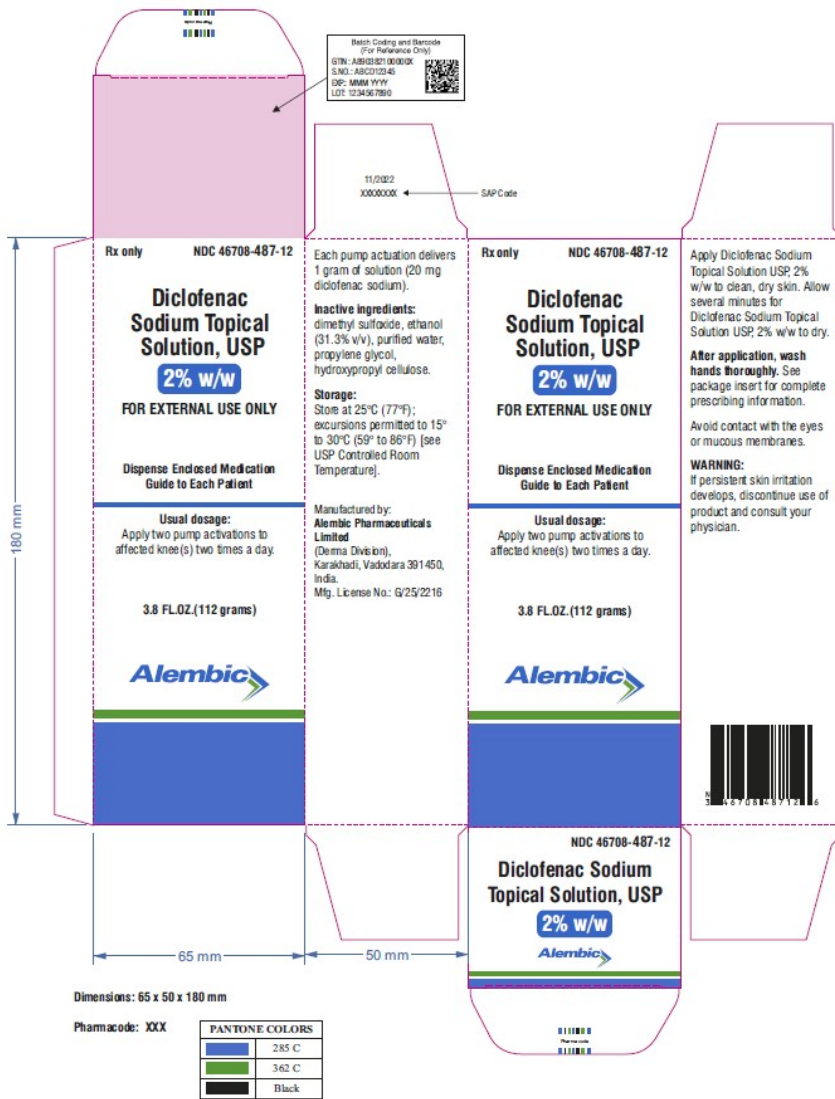 Pharmacode
Batch Coding and Barcode
(For Reference Only)
GTIN: A89038210000X
S.NO.: ABCD12345
EXP.: MMM YYYY
LOT: 1234567890
11/2022
XXXXXXX
SAP Code
180 mm
Rx only NDC 46708-487-12
Diclofenac
Sodium Topical
Solution, USP
2% w/w
FOR EXTERNAL USE ONLY
Dispense Enclosed Medication
Guide to Each Patient
Usual dosage:
Apply two pump activations to
affected knee(s) two times a day.
3.8 FL.OZ.(112 grams)
Alembic
Each pump actuation delivers
1 gram of solution (20 mg
diclofenac sodium).
Inactive ingredients:
dimethyl sulfoxide, ethanol
(31.3% v/v), purified water,
propylene glycol,
hydroxypropyl cellulose.
Storage:
Store at 25°C (77°F);
excursions permitted to 15°
to 30°C (59° to 86°F) [see
USP Controlled Room
Temperature].
Manufactured by:
Alembic Pharmaceuticals
Limited
(Derma Division),
Karakhadi, Vadodara 391450,
India.
Mfg. License No.: G/25/2216
Rx only NDC 46708-487-12
Diclofenac
Sodium Topical
Solution, USP
2% w/w
FOR EXTERNAL USE ONLY
Dispense Enclosed Medication
Guide to Each Patient
Usual dosage:
Apply two pump activations to
affected knee(s) two times a day.
3.8 FL.OZ.(112 grams)
Alembic
Apply Diclofenac Sodium
Topical Solution USP, 2%
w/w to clean, dry skin. Allow
several minutes for
Diclofenac Sodium Topical
Solution USP, 2% w/w to dry.
After application, wash
hands thoroughly. See
package insert for complete
prescribing information.
Avoid contact with the eyes
or mucous membranes.
WARNING:
If persistent skin irritation
develops, discontinue use of
product and consult your
physician.
N
3 46708 48712 6
NDC 46708-487-12
Diclofenac Sodium
Topical Solution, USP
2% w/w
Alembic
65 mm
50 mm
Pharmacode
Dimensions: 65 x 50 x 180 mm
Pharmacode: XXX
PANTONE COLORS
285 C
362 C
Black